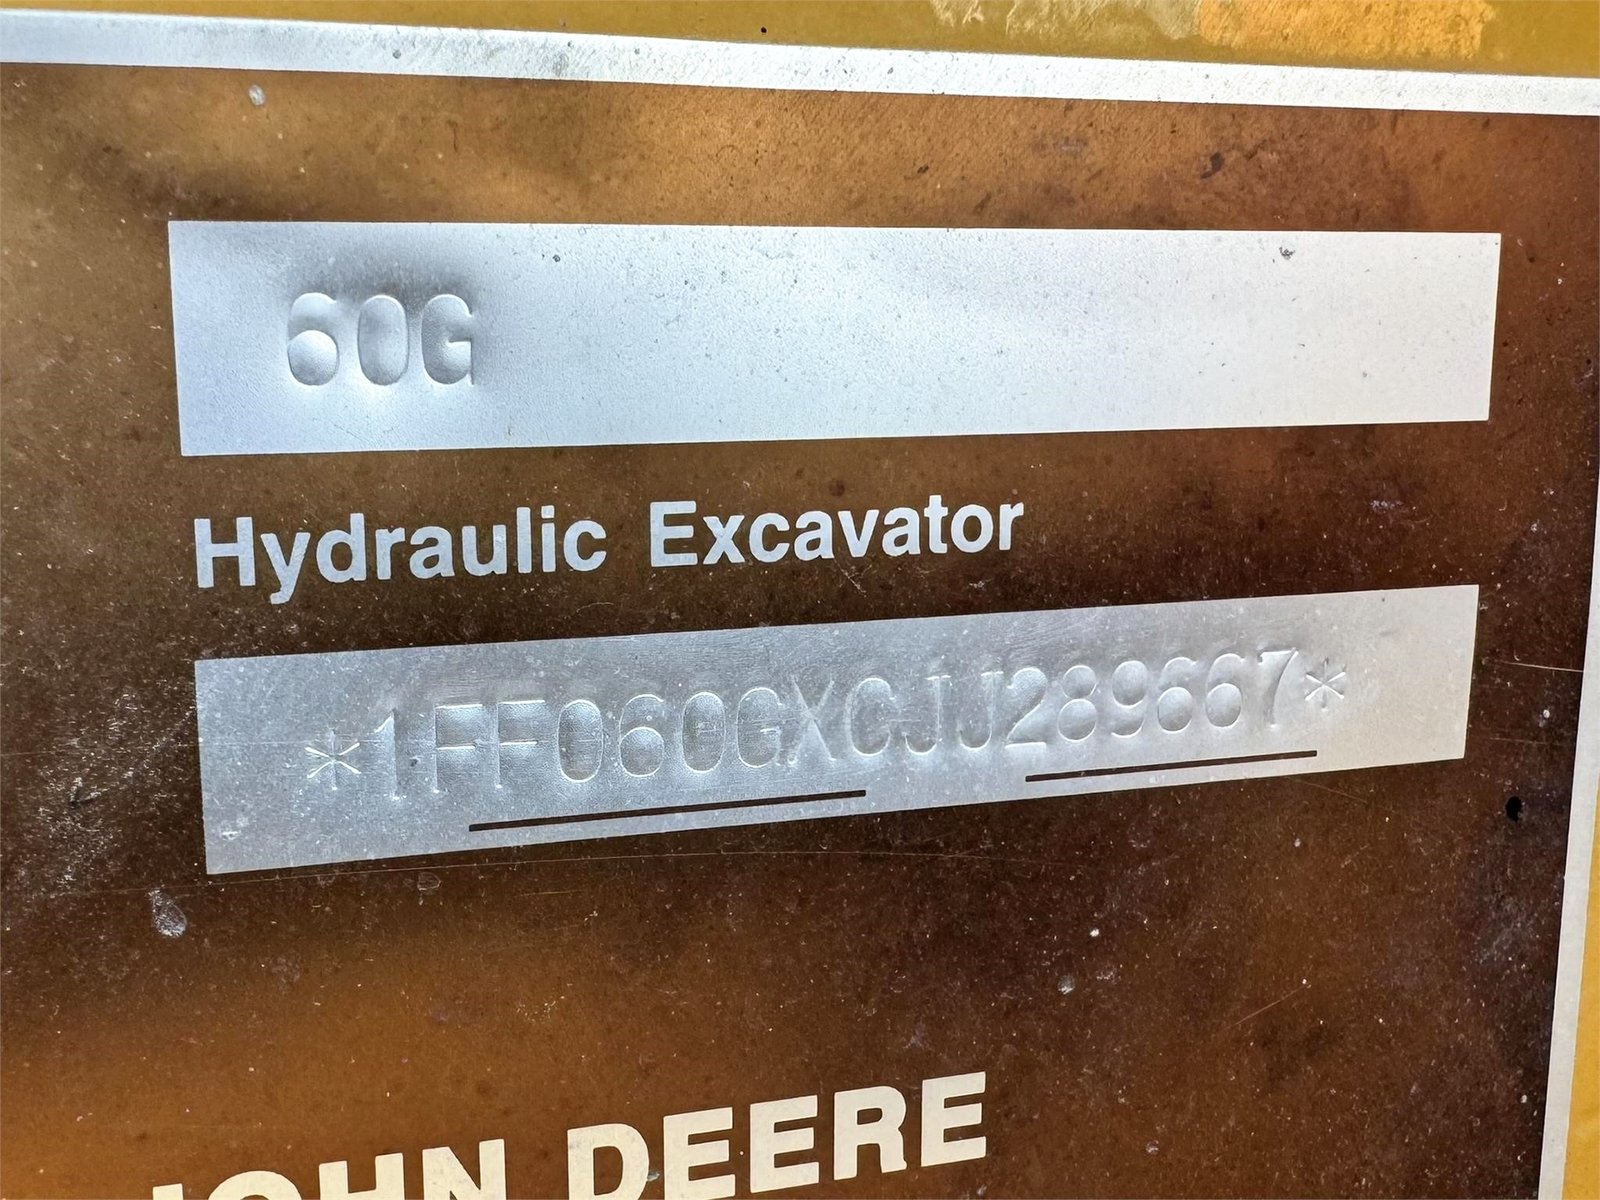 60G
Hydraulic Excavator
*1FF060GXCJJ289667*
JOHN DEERE